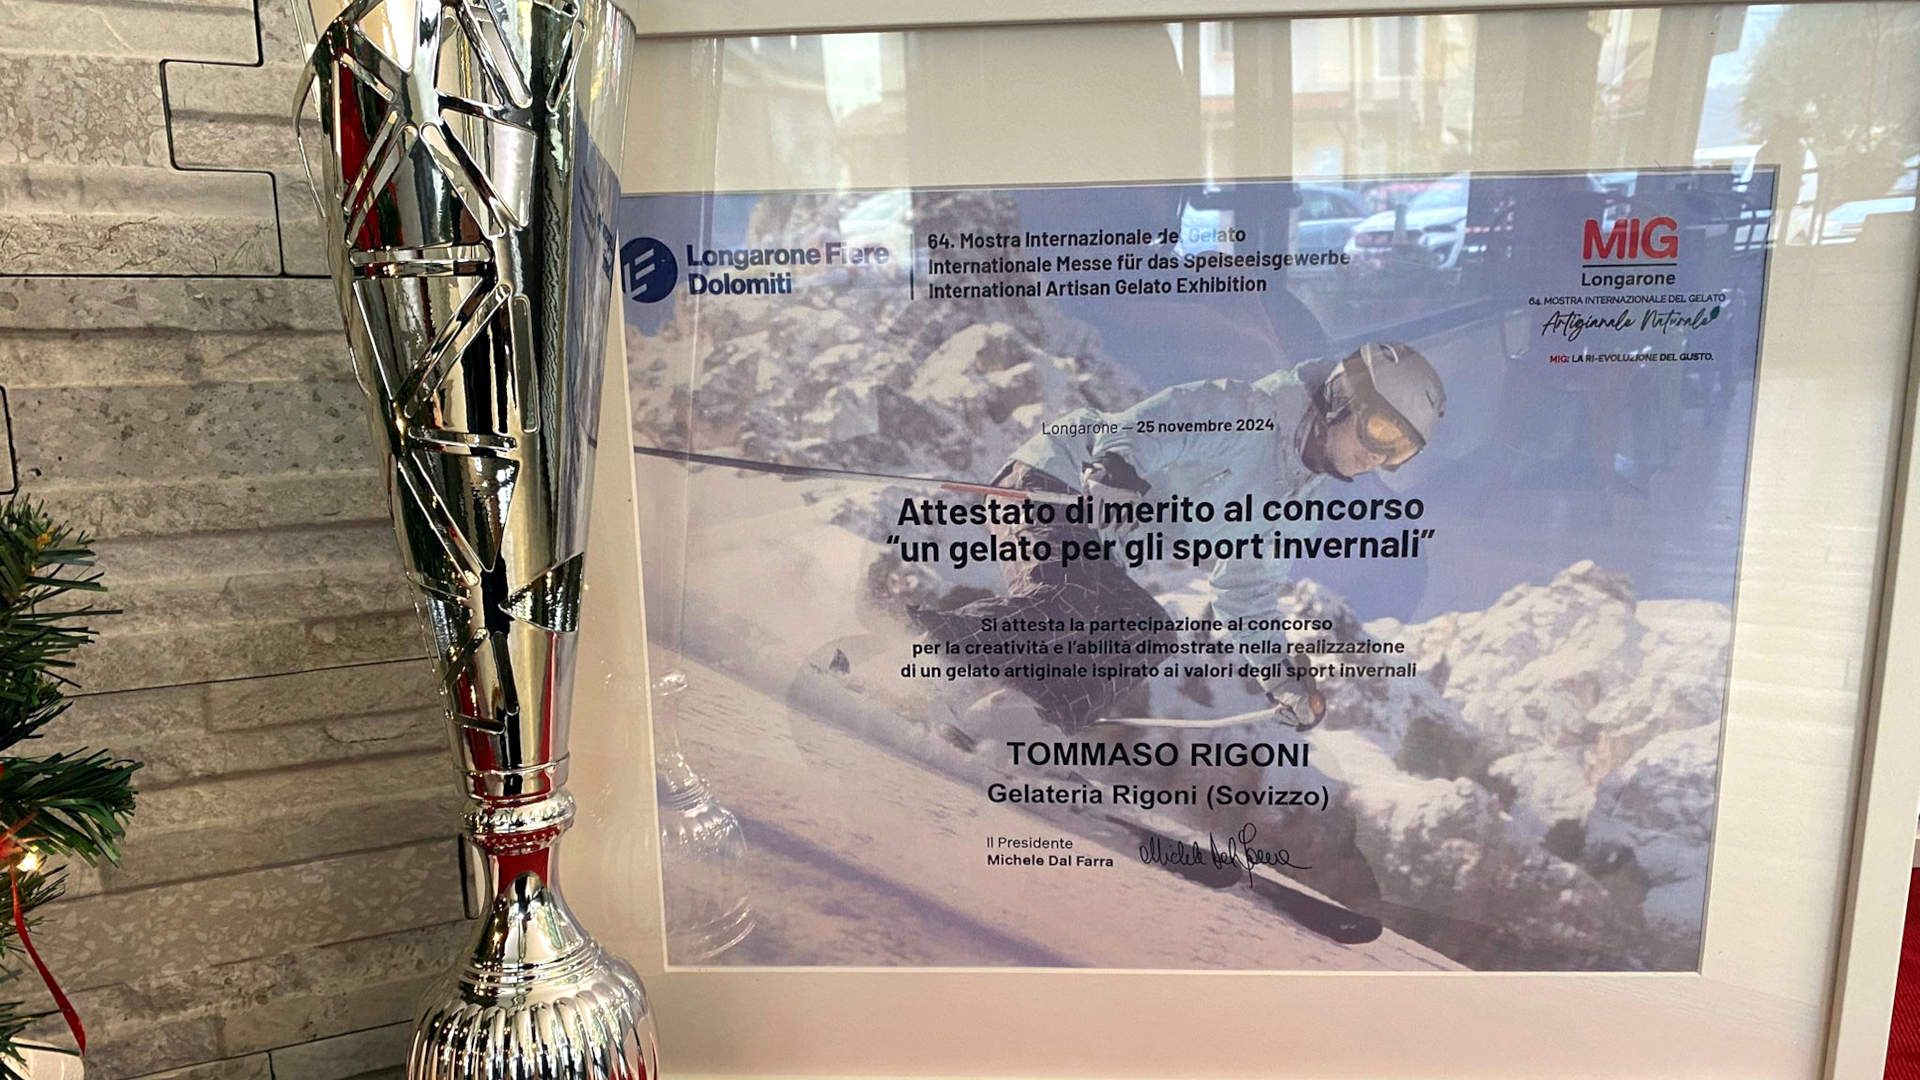 Longarone Fiere
Dolomiti
64. Mostra Internazionale del Gelato
Internationale Messe für das Speiseeisgewerbe
International Artisan Gelato Exhibition
MIG
Longarone
64. MOSTRA INTERNAZIONALE DEL GELATO
Artigianale Naturale
MIG: LA RI-EVOLUZIONE DEL GUSTO.
Longarone – 25 novembre 2024
Attestato di merito al concorso
“un gelato per gli sport invernali”
Si attesta la partecipazione al concorso
per la creatività e l'abilità dimostrate nella realizzazione
di un gelato artiginale ispirato ai valori degli sport invernali
TOMMASO RIGONI
Gelateria Rigoni (Sovizzo)
Il Presidente
Michele Dal Farra
Michele Dal Farra